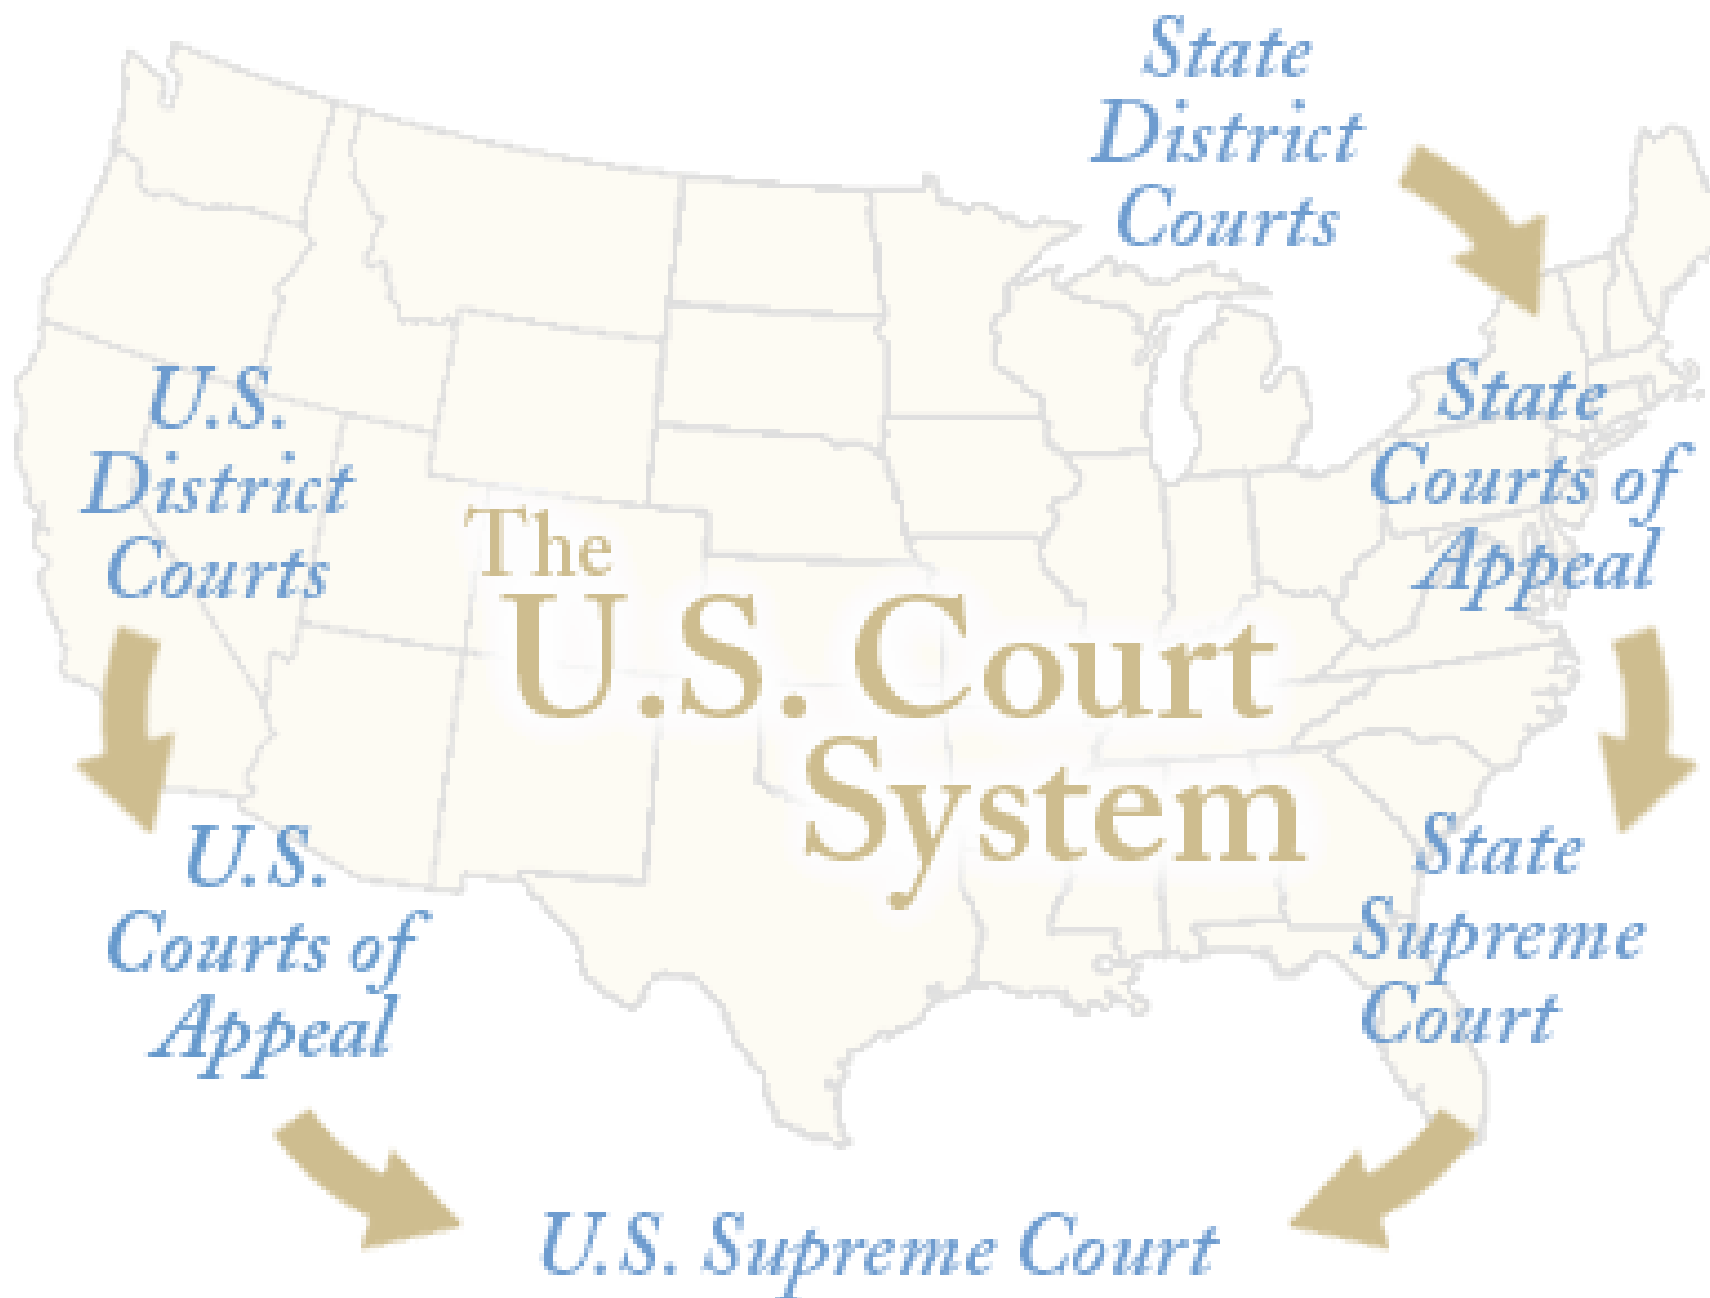 State
District
Courts
U.S.
District
Courts
State
Courts of
Appeal
The
U.S. Court
System
U.S.
Courts of
Appeal
State
Supreme
Court
U.S. Supreme Court